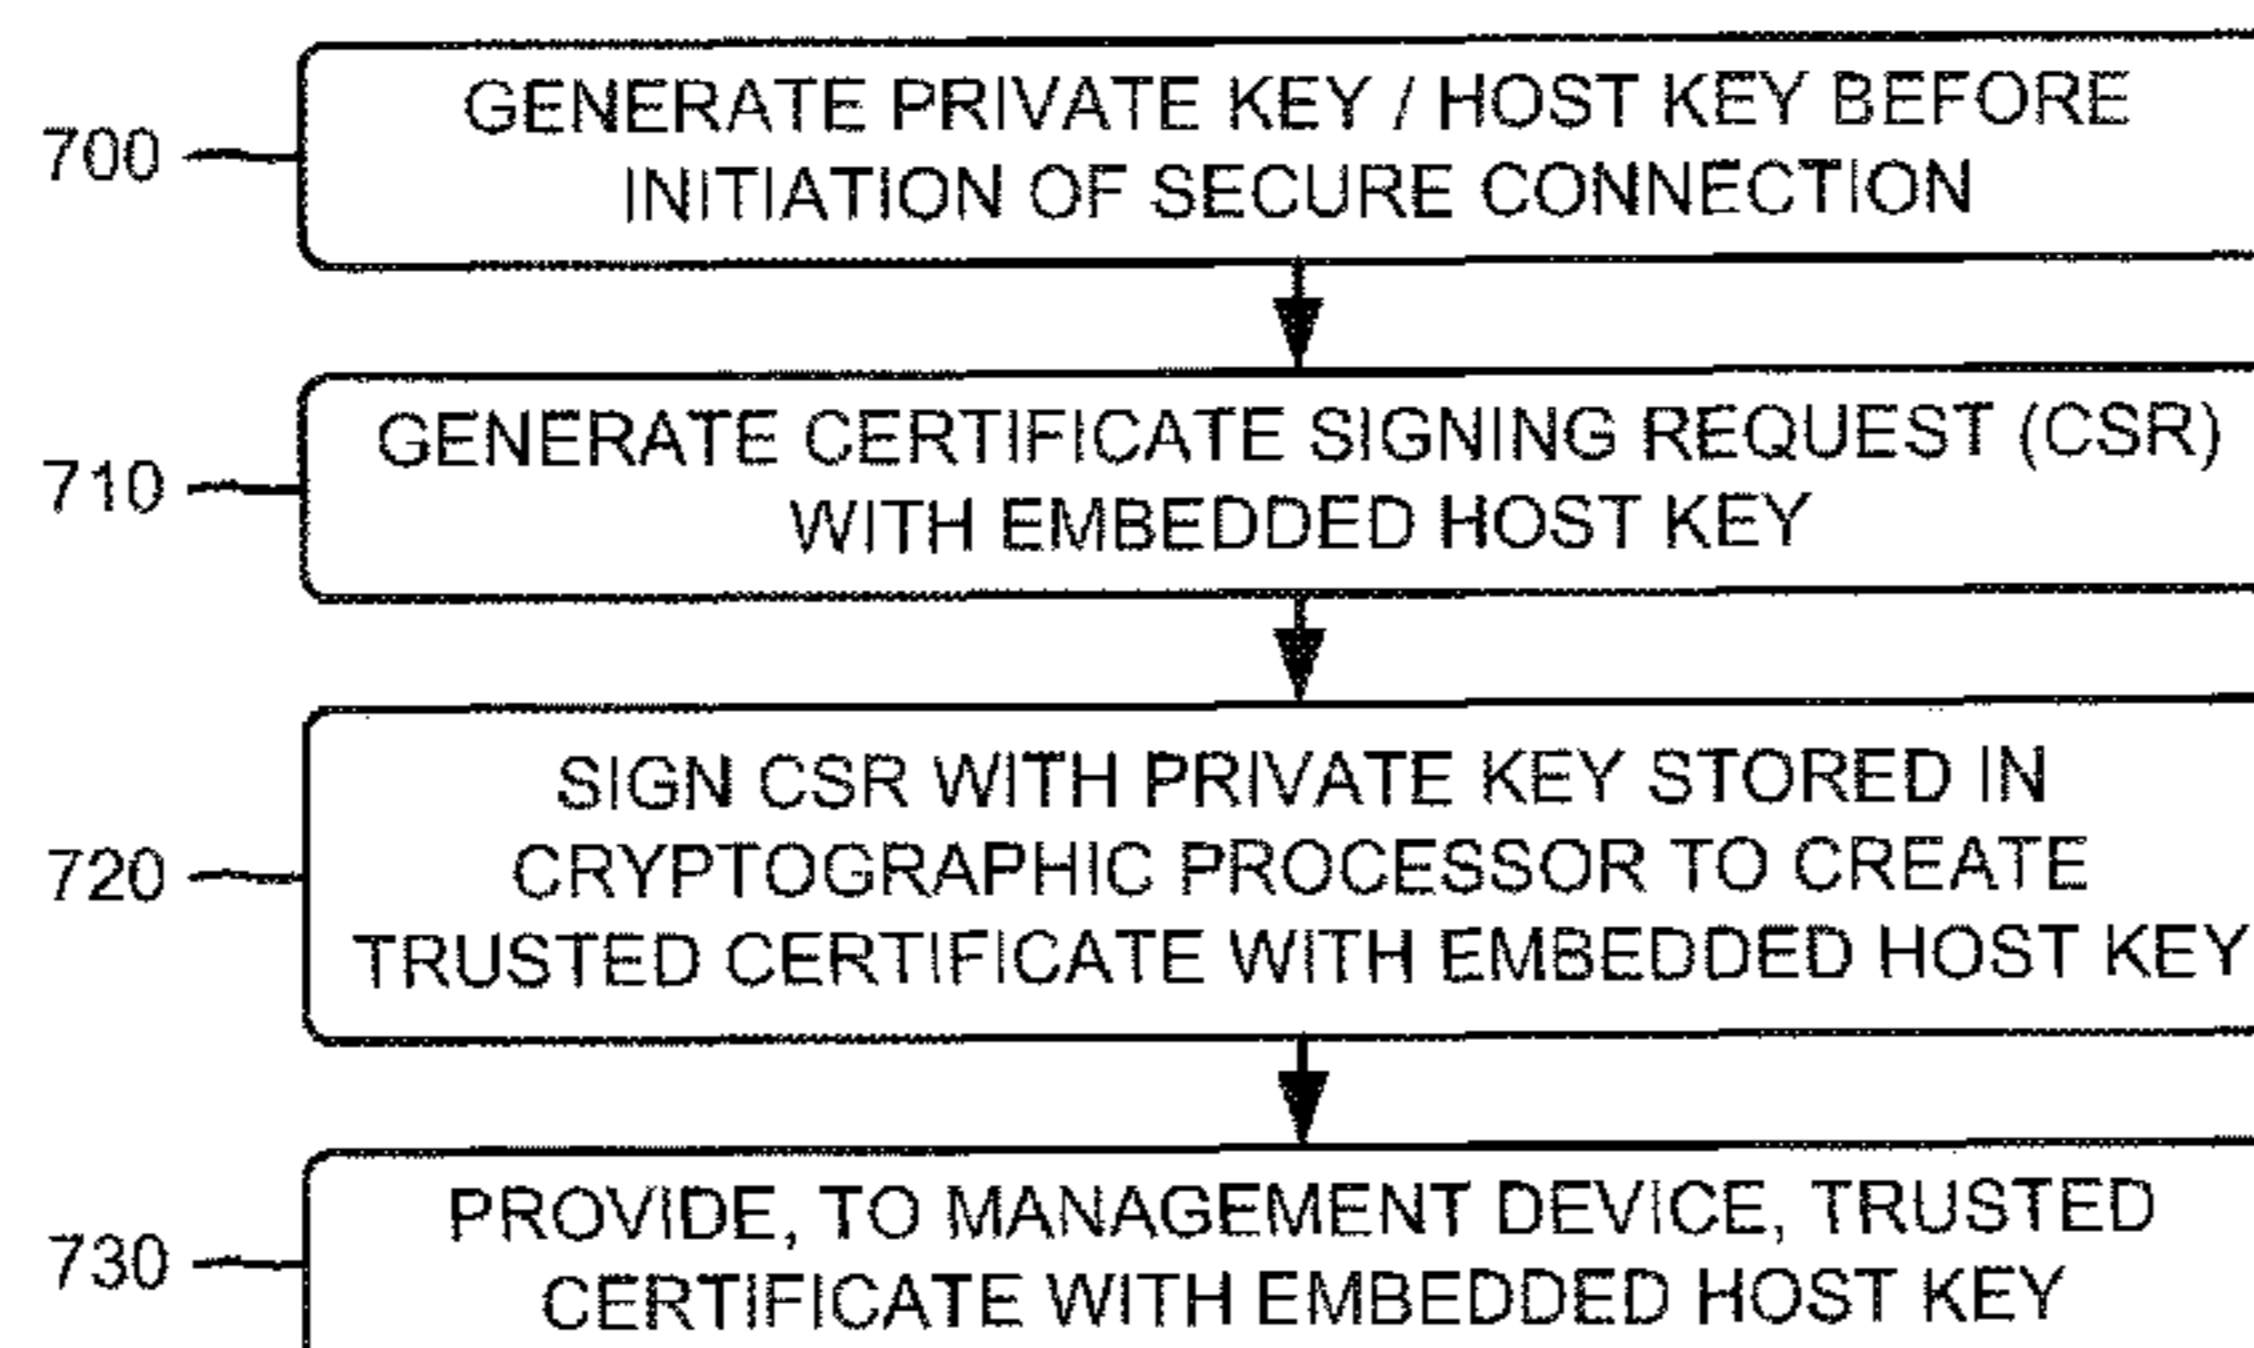 700
GENERATE PRIVATE KEY / HOST KEY BEFORE
INITIATION OF SECURE CONNECTION
710
GENERATE CERTIFICATE SIGNING REQUEST (CSR)
WITH EMBEDDED HOST KEY
720
SIGN CSR WITH PRIVATE KEY STORED IN
CRYPTOGRAPHIC PROCESSOR TO CREATE
TRUSTED CERTIFICATE WITH EMBEDDED HOST KEY
730
PROVIDE, TO MANAGEMENT DEVICE, TRUSTED
CERTIFICATE WITH EMBEDDED HOST KEY